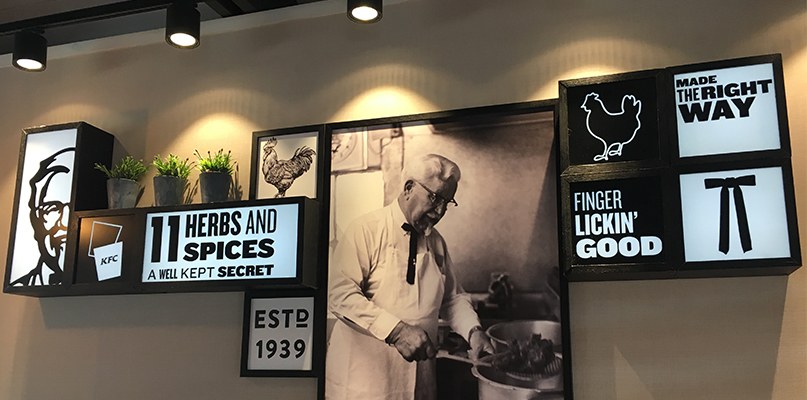 KFC
11 HERBS AND
SPICES
A WELL KEPT SECRET
ESTD
1939
MADE
THE RIGHT
WAY
FINGER
LICKIN'
GOOD